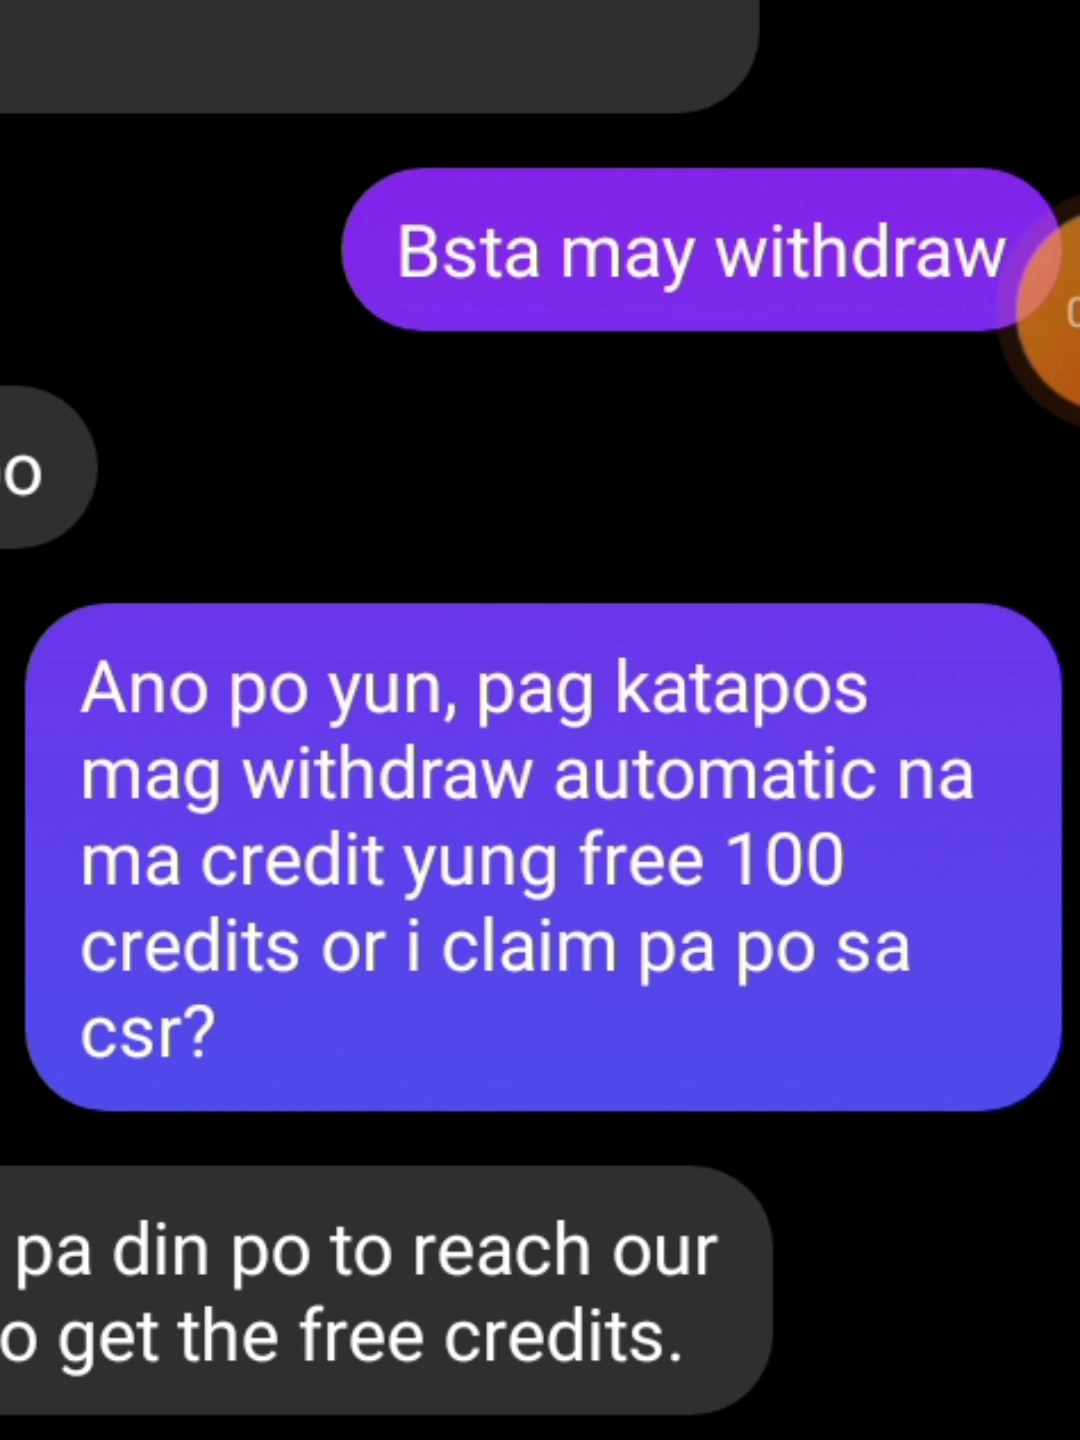 Bsta may withdraw
Ano po yun, pag katapos
mag withdraw automatic na
ma credit yung free 100
credits or i claim pa po sa
csr?
pa din po to reach our
get the free credits.